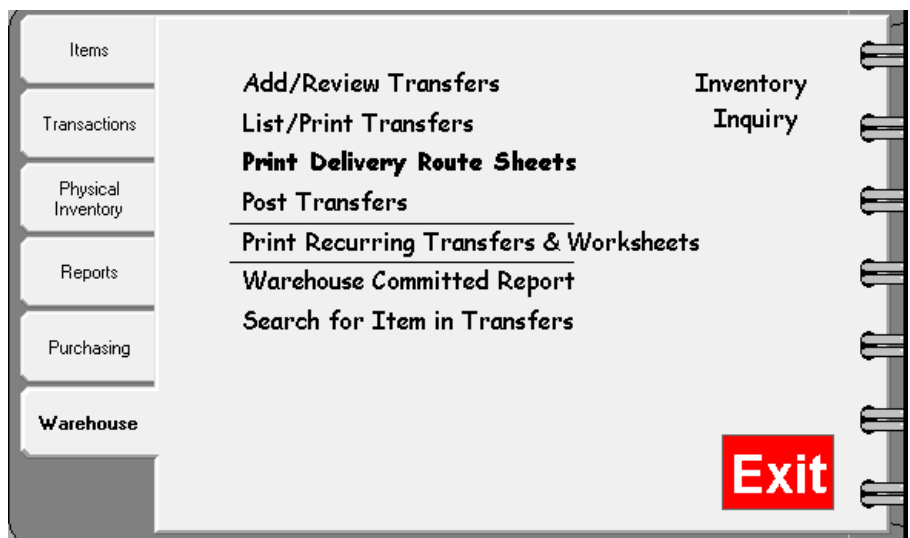 Items
Transactions
Physical
Inventory
Reports
Purchasing
Warehouse
Add/Review Transfers
List/Print Transfers
Print Delivery Route Sheets
Post Transfers
Print Recurring Transfers & Worksheets
Warehouse Committed Report
Search for Item in Transfers
Inventory
Inquiry
Exit